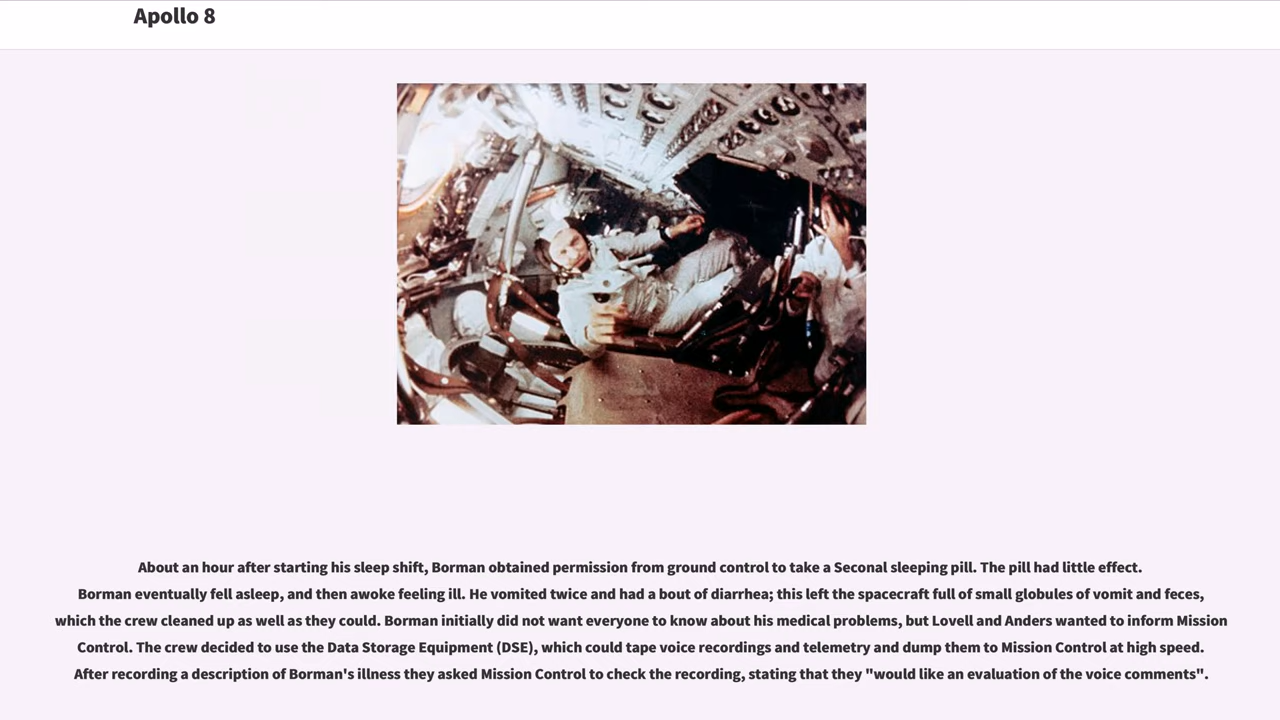 Apollo 8
About an hour after starting his sleep shift, Borman obtained permission from ground control to take a Seconal sleeping pill. The pill had little effect.
Borman eventually fell asleep, and then awoke feeling ill. He vomited twice and had a bout of diarrhea; this left the spacecraft full of small globules of vomit and feces,
which the crew cleaned up as well as they could. Borman initially did not want everyone to know about his medical problems, but Lovell and Anders wanted to inform Mission
Control. The crew decided to use the Data Storage Equipment (DSE), which could tape voice recordings and telemetry and dump them to Mission Control at high speed.
After recording a description of Borman's illness they asked Mission Control to check the recording, stating that they "would like an evaluation of the voice comments".